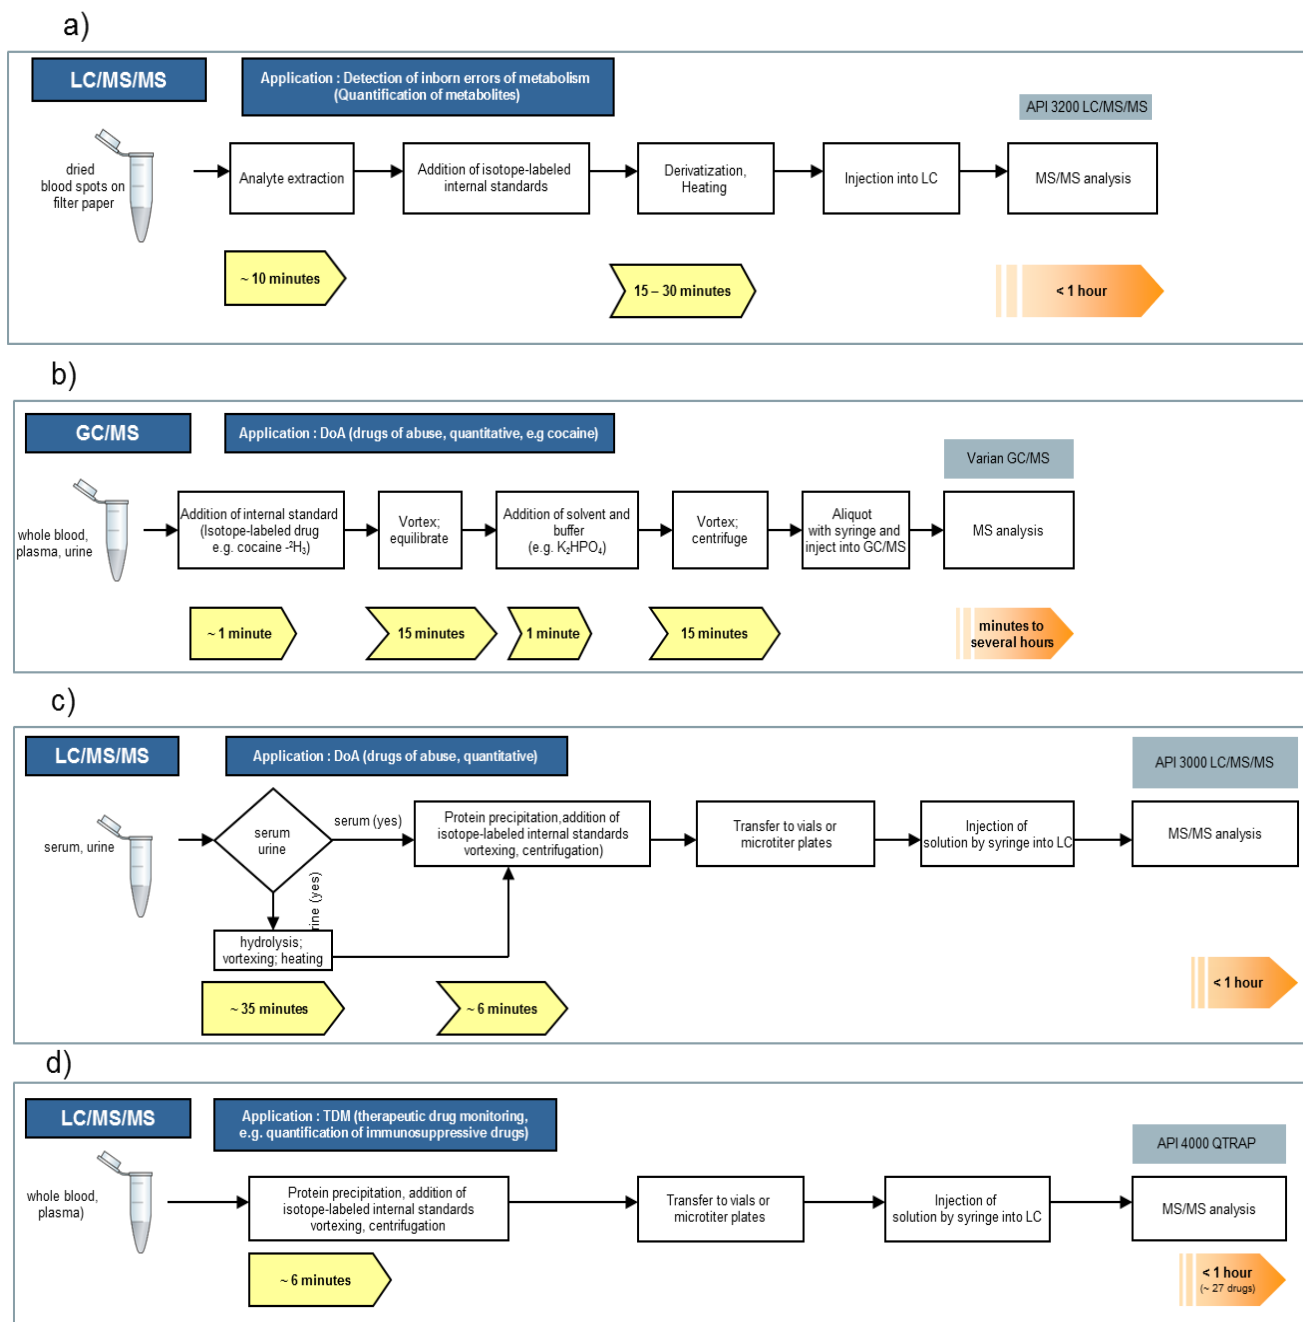 a)
LC/MS/MS
Application : Detection of inborn errors of metabolism
(Quantification of metabolites)
API 3200 LC/MS/MS
dried
blood spots on
filter paper
Analyte extraction
Addition of isotope-labeled
internal standards
Derivatization,
Heating
Injection into LC
MS/MS analysis
~ 10 minutes
15 – 30 minutes
< 1 hour
b)
GC/MS
Application : DoA (drugs of abuse, quantitative, e.g cocaine)
Varian GC/MS
whole blood,
plasma, urine
Addition of internal standard
(Isotope-labeled drug
e.g. cocaine -²H₃)
Vortex;
equilibrate
Addition of solvent and
buffer
(e.g. K₂HPO₄)
Vortex;
centrifuge
Aliquot
with syringe and
inject into GC/MS
MS analysis
~ 1 minute
15 minutes
1 minute
15 minutes
minutes to
several hours
c)
LC/MS/MS
Application : DoA (drugs of abuse, quantitative)
API 3000 LC/MS/MS
serum, urine
serum
urine
serum (yes)
rine (yes)
hydrolysis;
vortexing; heating
Protein precipitation,addition of
isotope-labeled internal standards
vortexing, centrifugation)
Transfer to vials or
microtiter plates
Injection of
solution by syringe into LC
MS/MS analysis
~ 35 minutes
~ 6 minutes
< 1 hour
d)
LC/MS/MS
Application : TDM (therapeutic drug monitoring,
e.g. quantification of immunosuppressive drugs)
API 4000 QTRAP
whole blood,
plasma)
Protein precipitation, addition of
isotope-labeled internal standards
vortexing, centrifugation
Transfer to vials or
microtiter plates
Injection of
solution by syringe into LC
MS/MS analysis
~ 6 minutes
< 1 hour
(~ 27 drugs)